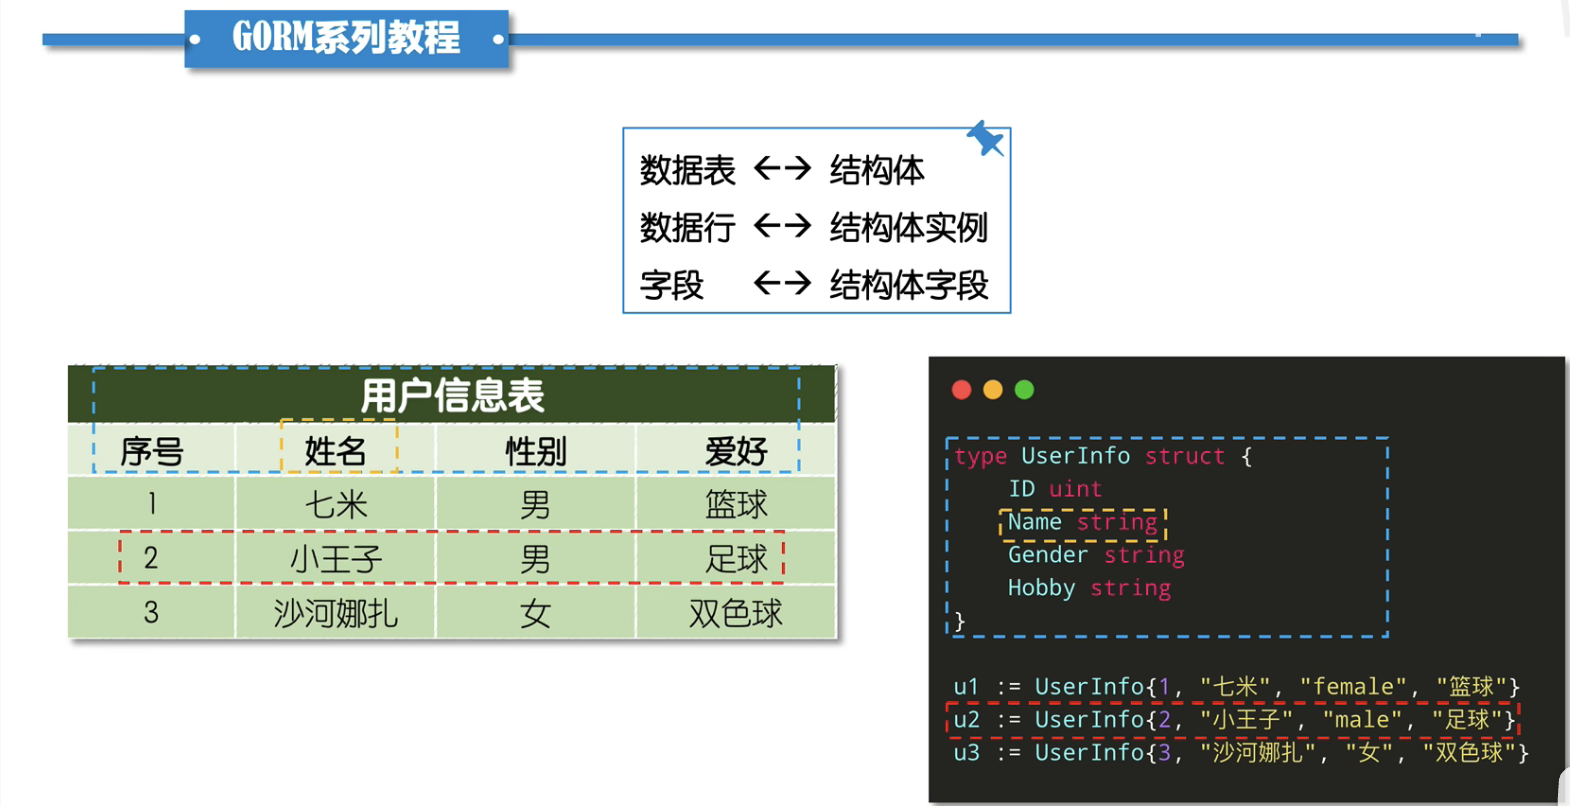 GORM系列教程
数据表 ←→ 结构体
数据行 ←→ 结构体实例
字段 ←→ 结构体字段
用户信息表
序号 姓名 性别 爱好
1 七米 男 篮球
2 小王子 男 足球
3 沙河娜扎 女 双色球
type UserInfo struct {
ID uint
Name string
Gender string
Hobby string
}
u1 := UserInfo{1, "七米", "female", "篮球"}
u2 := UserInfo{2, "小王子", "male", "足球"}
u3 := UserInfo{3, "沙河娜扎", "女", "双色球"}